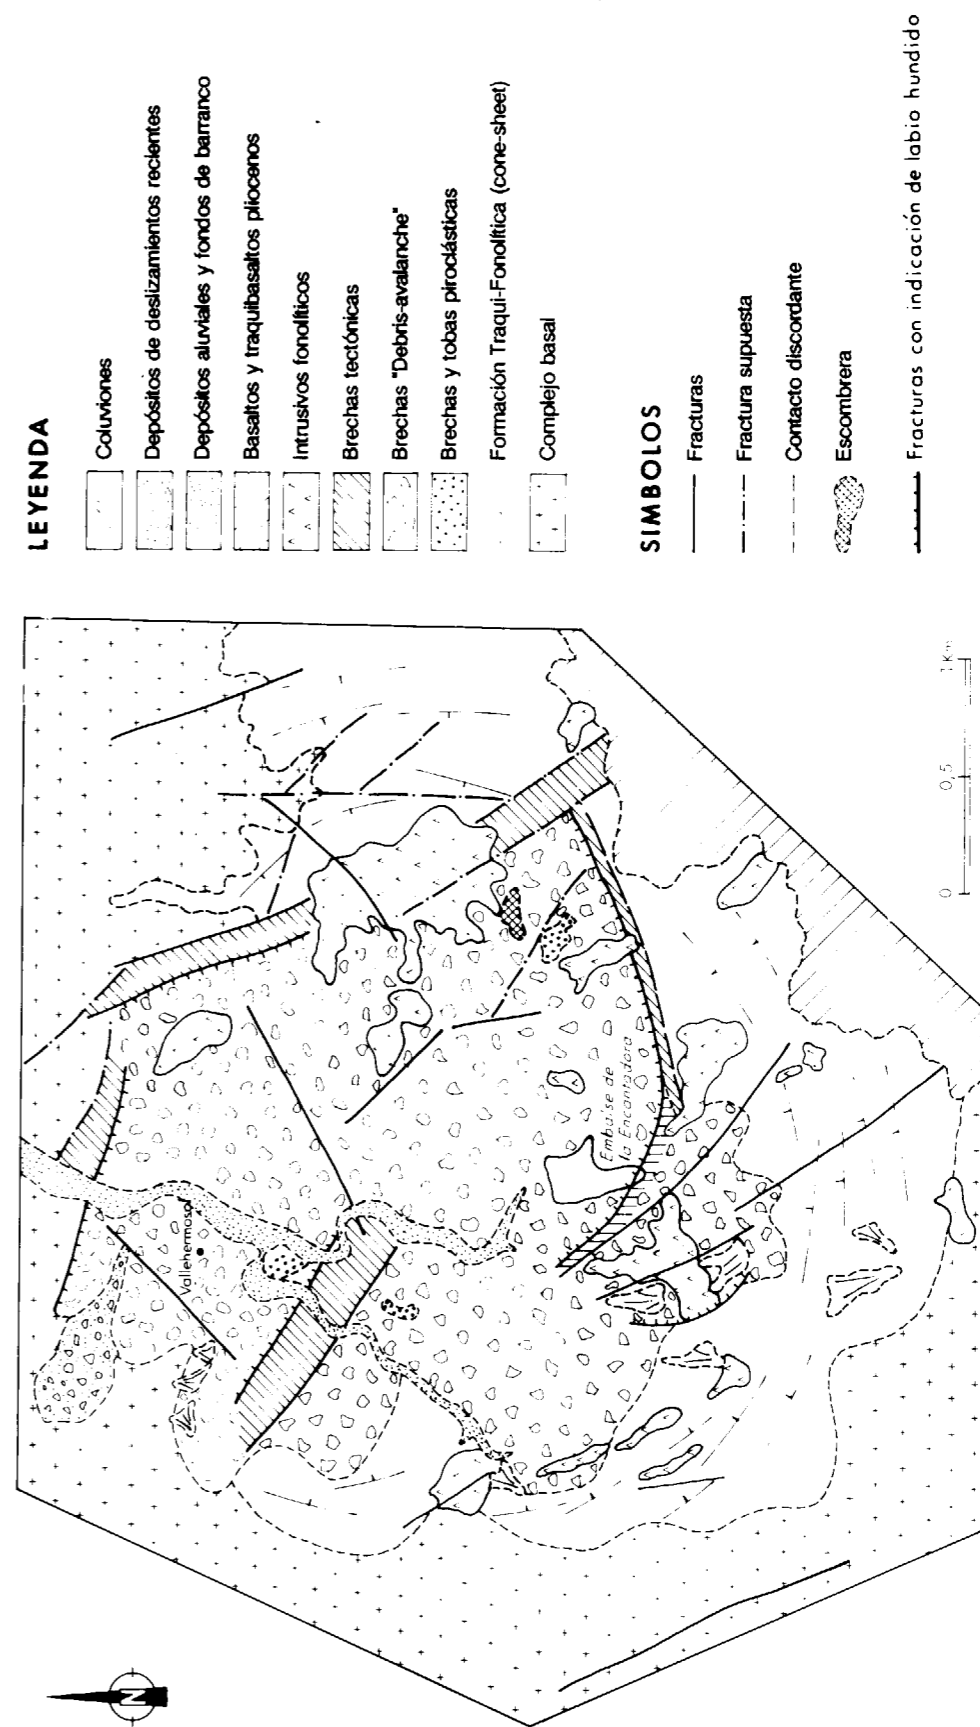 LEYENDA
Coluviones
Depósitos de deslizamientos recientes
Depósitos aluviales y fondos de barranco
Basaltos y traquibasaltos pliocenos
Intrusivos fonolíticos
Brechas tectónicas
Brechas "Debris-avalanche"
Brechas y tobas piroclásticas
Formación Traqui-Fonolítica (cone-sheet)
Complejo basal
SIMBOLOS
Fracturas
Fractura supuesta
Contacto discordante
Escombrera
Fracturas con indicación de labio hundido
Vallehermoso
Embalse de
la Encantadora
0 0,5 1Km
N